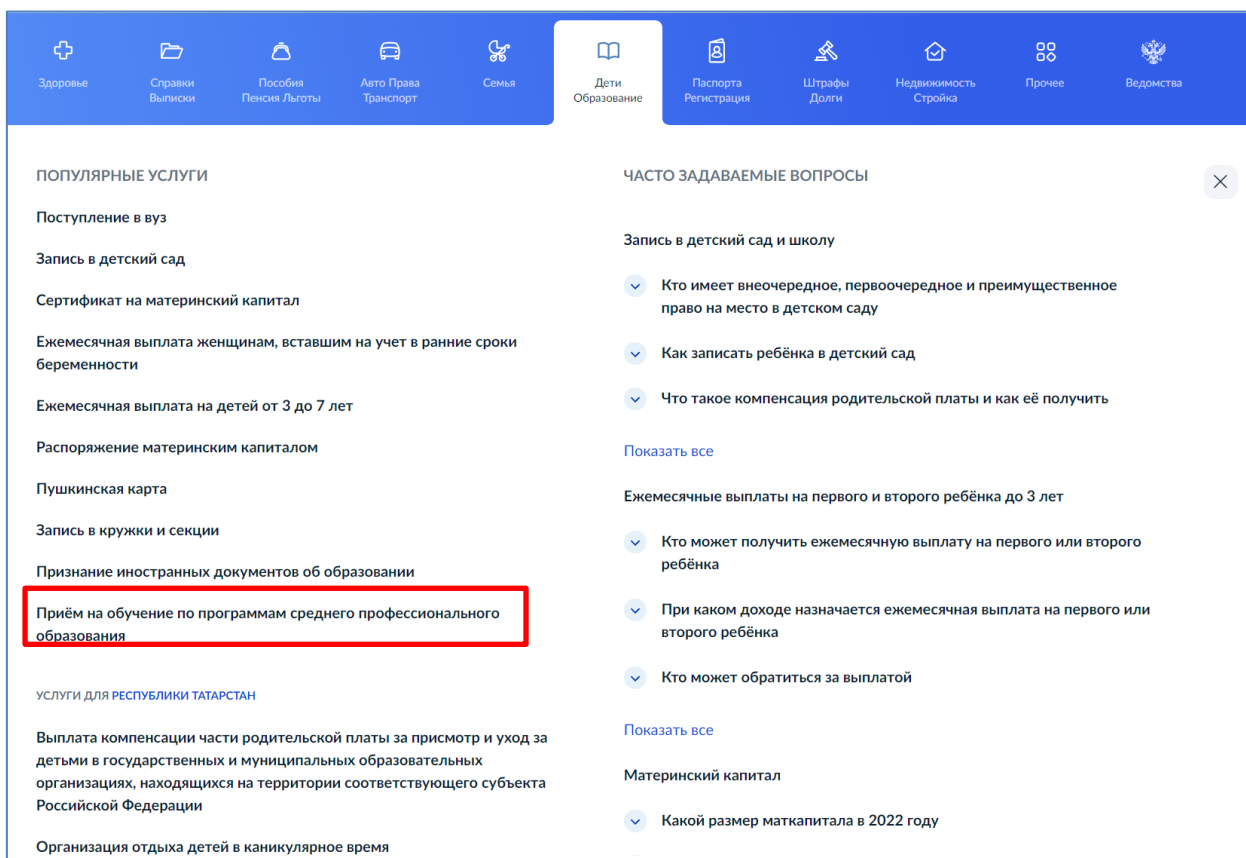 Здоровье
Справки
Выписки
Пособия
Пенсия Льготы
Авто Права
Транспорт
Семья
Дети
Образование
Паспорта
Регистрация
Штрафы
Долги
Недвижимость
Стройка
Прочее
Ведомства
ПОПУЛЯРНЫЕ УСЛУГИ
Поступление в вуз
Запись в детский сад
Сертификат на материнский капитал
Ежемесячная выплата женщинам, вставшим на учет в ранние сроки
беременности
Ежемесячная выплата на детей от 3 до 7 лет
Распоряжение материнским капиталом
Пушкинская карта
Запись в кружки и секции
Признание иностранных документов об образовании
Приём на обучение по программам среднего профессионального
образования
УСЛУГИ ДЛЯ РЕСПУБЛИКИ ТАТАРСТАН
Выплата компенсации части родительской платы за присмотр и уход за
детьми в государственных и муниципальных образовательных
организациях, находящихся на территории соответствующего субъекта
Российской Федерации
Организация отдыха детей в каникулярное время
ЧАСТО ЗАДАВАЕМЫЕ ВОПРОСЫ
Запись в детский сад и школу
Кто имеет внеочередное, первоочередное и преимущественное
право на место в детском саду
Как записать ребёнка в детский сад
Что такое компенсация родительской платы и как её получить
Показать все
Ежемесячные выплаты на первого и второго ребёнка до 3 лет
Кто может получить ежемесячную выплату на первого или второго
ребёнка
При каком доходе назначается ежемесячная выплата на первого или
второго ребёнка
Кто может обратиться за выплатой
Показать все
Материнский капитал
Какой размер маткапитала в 2022 году